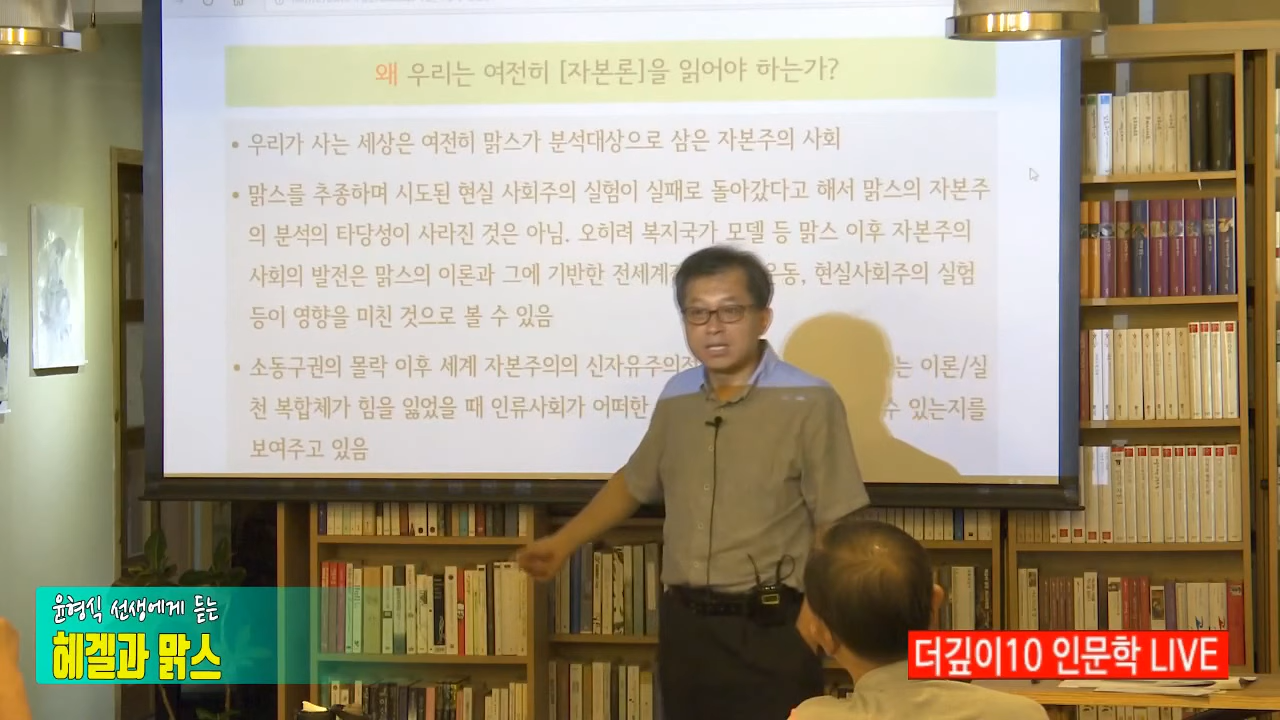 왜 우리는 여전히 [자본론]을 읽어야 하는가?
• 우리가 사는 세상은 여전히 맑스가 분석대상으로 삼은 자본주의 사회
• 맑스를 추종하며 시도된 현실 사회주의 실험이 실패로 돌아갔다고 해서 맑스의 자본주
의 분석의 타당성이 사라진 것은 아님. 오히려 복지국가 모델 등 맑스 이후 자본주의
사회의 발전은 맑스의 이론과 그에 기반한 전세계 운동, 현실사회주의 실험
등이 영향을 미친 것으로 볼 수 있음
• 소동구권의 몰락 이후 세계 자본주의의 신자유주의 는 이론/실
천 복합체가 힘을 잃었을 때 인류사회가 어떠한 수 있는지를
보여주고 있음
윤형식 선생에게 듣는
헤겔과 맑스
더깊이10 인문학 LIVE